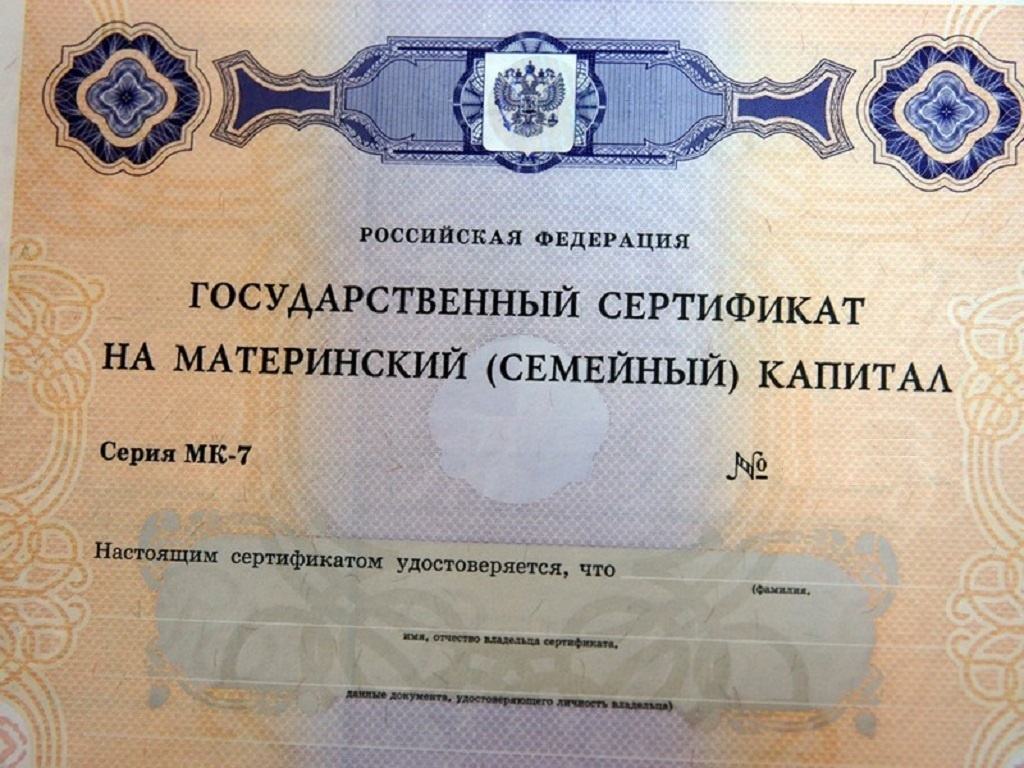 РОССИЙСКАЯ ФЕДЕРАЦИЯ
ГОСУДАРСТВЕННЫЙ СЕРТИФИКАТ
НА МАТЕРИНСКИЙ (СЕМЕЙНЫЙ) КАПИТАЛ
Серия МК-7 №
Настоящим сертификатом удостоверяется, что
(фамилия,
имя, отчество владельца сертификата,
данные документа, удостоверяющего личность владельца)